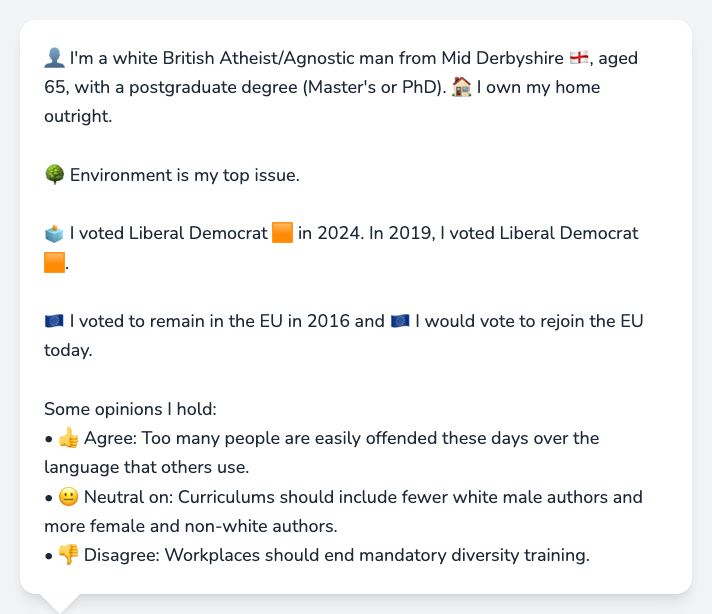 👤 I'm a white British Atheist/Agnostic man from Mid Derbyshire 🏴󠁧󠁢󠁥󠁮󠁧󠁿, aged
65, with a postgraduate degree (Master's or PhD). 🏠 I own my home
outright.
🌳 Environment is my top issue.
🗳️ I voted Liberal Democrat 🟧 in 2024. In 2019, I voted Liberal Democrat
🟧.
🇪🇺 I voted to remain in the EU in 2016 and 🇪🇺 I would vote to rejoin the EU
today.
Some opinions I hold:
• 👍 Agree: Too many people are easily offended these days over the
language that others use.
• 😐 Neutral on: Curriculums should include fewer white male authors and
more female and non-white authors.
• 👎 Disagree: Workplaces should end mandatory diversity training.